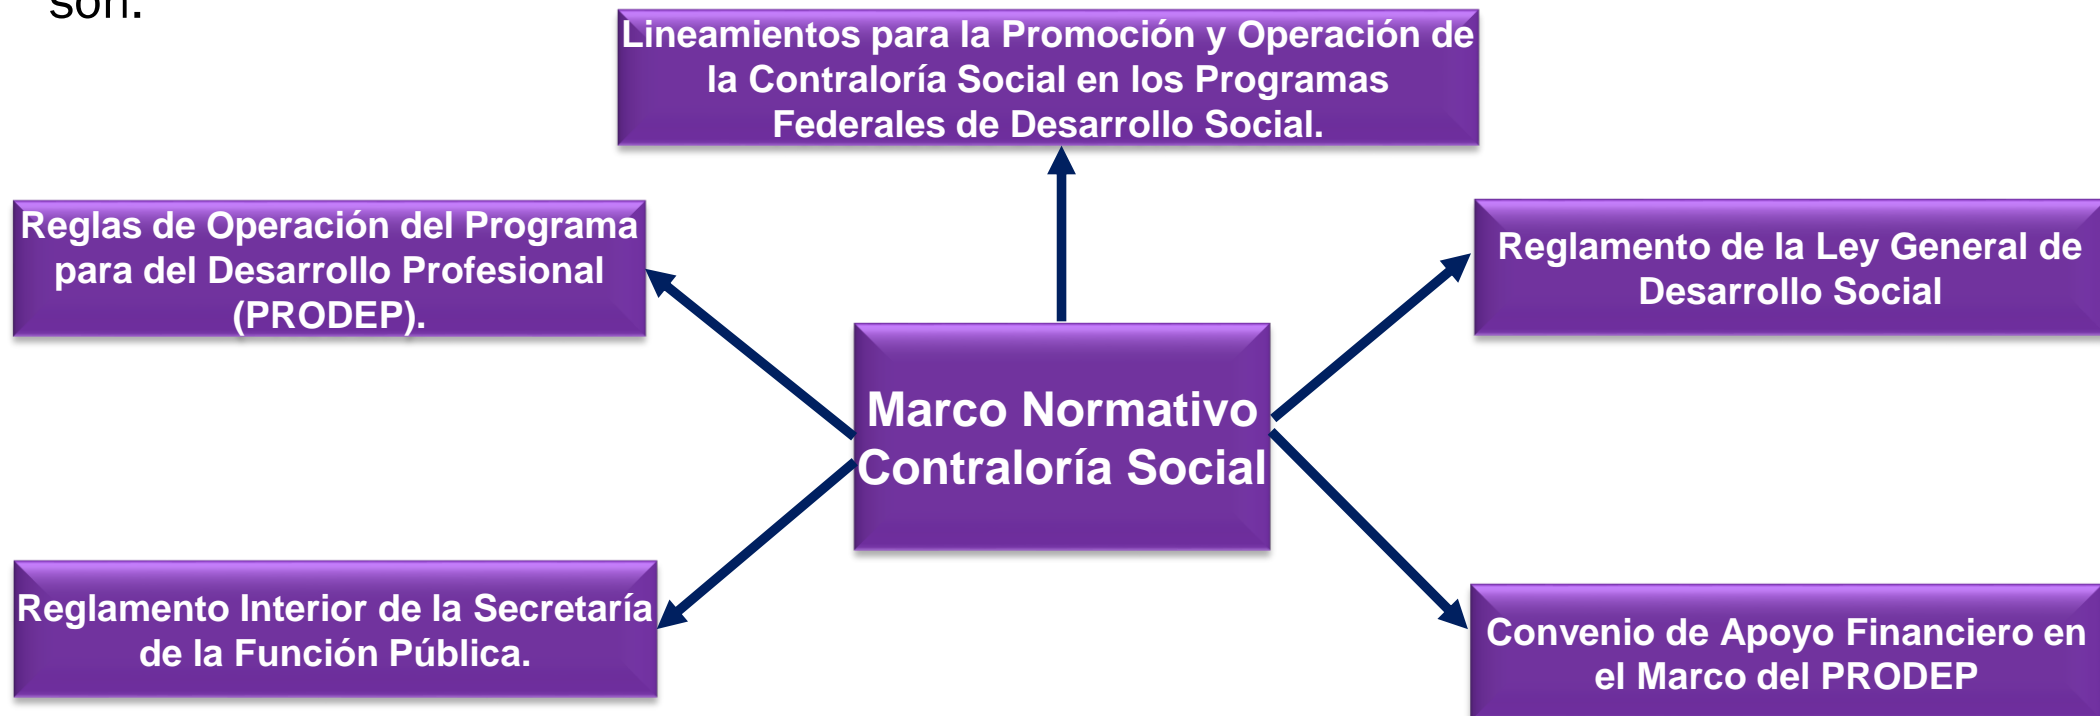 son:
Lineamientos para la Promoción y Operación de
la Contraloría Social en los Programas
Federales de Desarrollo Social.
Reglas de Operación del Programa
para del Desarrollo Profesional
(PRODEP).
Reglamento de la Ley General de
Desarrollo Social
Marco Normativo
Contraloría Social
Reglamento Interior de la Secretaría
de la Función Pública.
Convenio de Apoyo Financiero en
el Marco del PRODEP